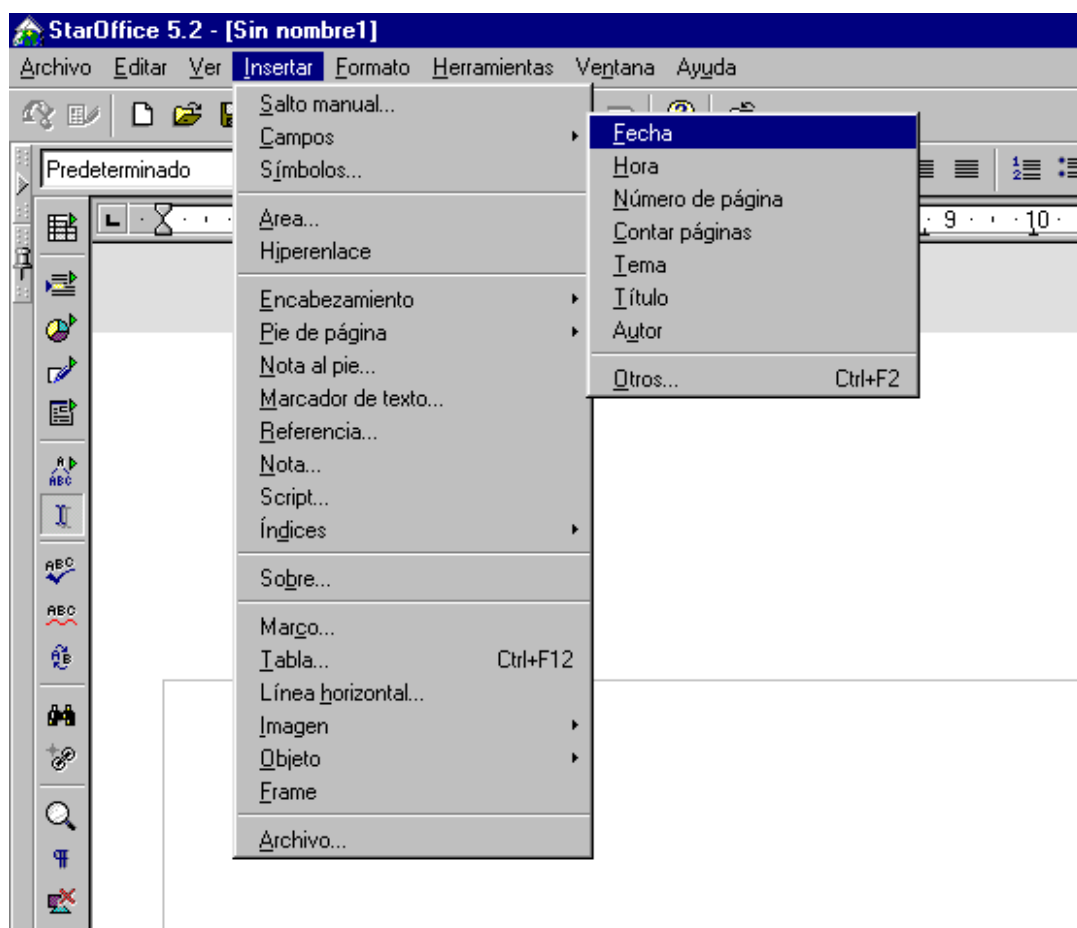 StarOffice 5.2 - [Sin nombre1]
Archivo Editar Ver Insertar Formato Herramientas Ventana Ayuda
Predeterminado
9 10
Salto manual...
Campos
Símbolos...
Area...
Hiperenlace
Encabezamiento
Pie de página
Nota al pie...
Marcador de texto...
Referencia...
Nota...
Script...
Índices
Sobre...
Marco...
Tabla... Ctrl+F12
Línea horizontal...
Imagen
Objeto
Frame
Archivo...
Fecha
Hora
Número de página
Contar páginas
Tema
Título
Autor
Otros... Ctrl+F2
ABC
ABC
ABC